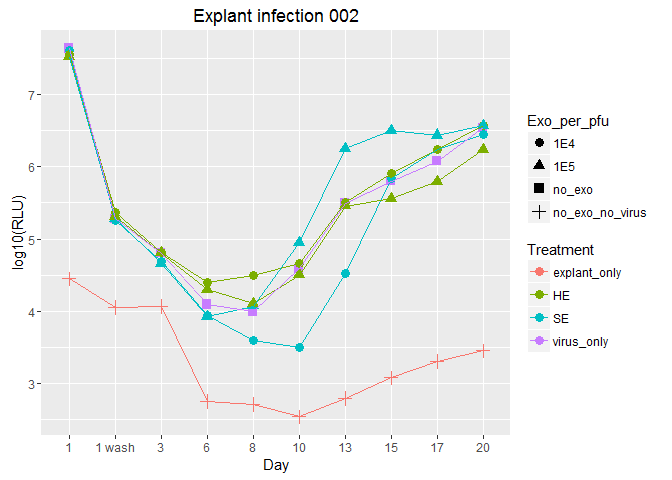 Explant infection 002
log10(RLU)
7
6
5
4
3
1 1 wash 3 6 8 10 13 15 17 20
Day
Exo_per_pfu
1E4
1E5
no_exo
no_exo_no_virus
Treatment
explant_only
HE
SE
virus_only